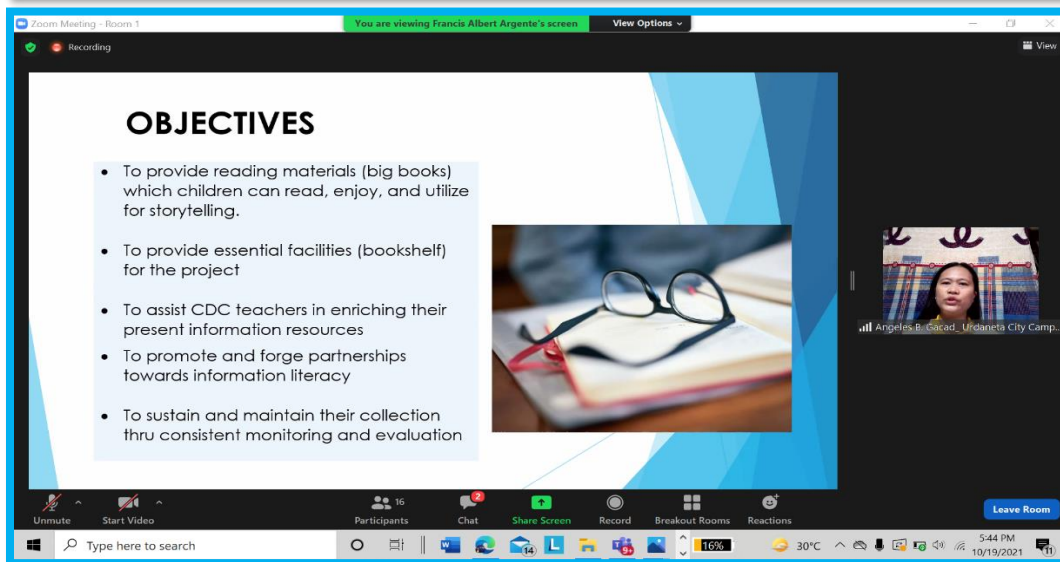 Zoom Meeting - Room 1
You are viewing Francis Albert Argente's screen
View Options
Recording
View
OBJECTIVES
• To provide reading materials (big books)
which children can read, enjoy, and utilize
for storytelling.
• To provide essential facilities (bookshelf)
for the project
• To assist CDC teachers in enriching their
present information resources
• To promote and forge partnerships
towards information literacy
• To sustain and maintain their collection
thru consistent monitoring and evaluation
Angeles B. Gacad_ Urdaneta City Camp...
Unmute
Start Video
16
Participants
2
Chat
Share Screen
Record
Breakout Rooms
Reactions
Leave Room
Type here to search
14
L
9+
16%
30°C
5:44 PM
10/19/2021
11